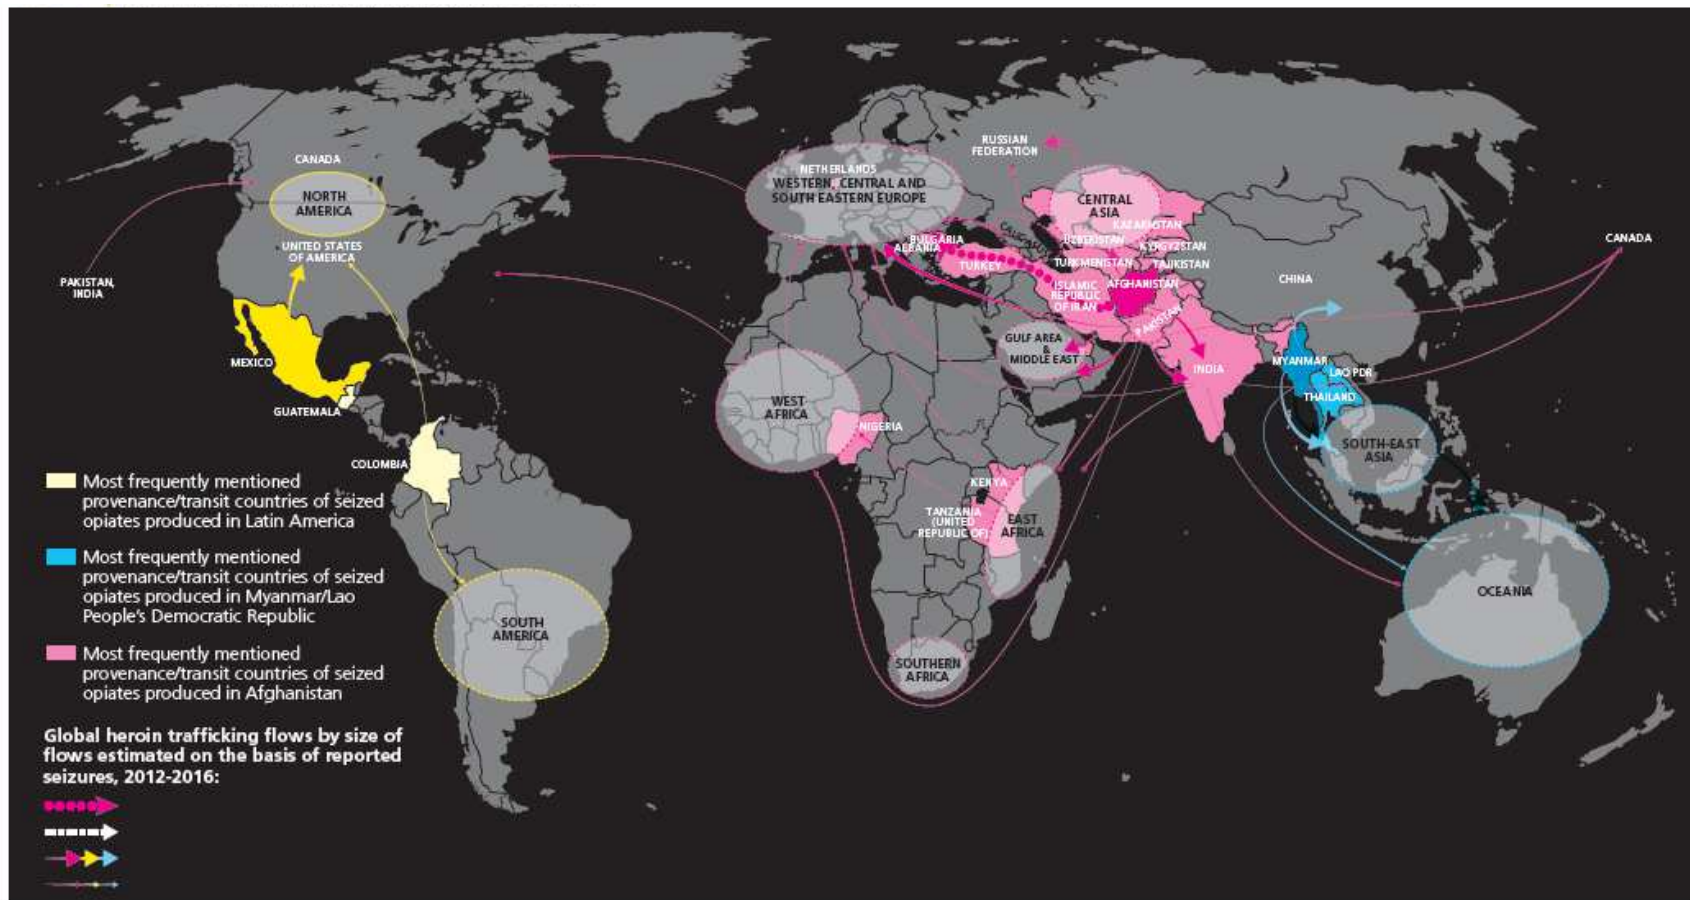 RUSSIAN
FEDERATION
CANADA
NETHERLANDS
WESTERN, CENTRAL AND
SOUTH EASTERN EUROPE
NORTH
AMERICA
CENTRAL
ASIA
KAZAKHSTAN
UNITED STATES
OF AMERICA
BULGARIA
ALBANIA
CAUCASUS
UZBEKISTAN
KYRGYZSTAN
CANADA
TURKEY
TURKMENISTAN
TAJIKISTAN
PAKISTAN,
INDIA
ISLAMIC
REPUBLIC
OF IRAN
AFGHANISTAN
CHINA
PAKISTAN
GULF AREA
&
MIDDLE EAST
MEXICO
INDIA
MYANMAR
LAO PDR
THAILAND
GUATEMALA
WEST
AFRICA
NIGERIA
SOUTH-EAST
ASIA
COLOMBIA
KENYA
TANZANIA
(UNITED
REPUBLIC OF)
EAST
AFRICA
OCEANIA
SOUTH
AMERICA
SOUTHERN
AFRICA
Most frequently mentioned
provenance/transit countries of seized
opiates produced in Latin America
Most frequently mentioned
provenance/transit countries of seized
opiates produced in Myanmar/Lao
People's Democratic Republic
Most frequently mentioned
provenance/transit countries of seized
opiates produced in Afghanistan
Global heroin trafficking flows by size of
flows estimated on the basis of reported
seizures, 2012-2016: